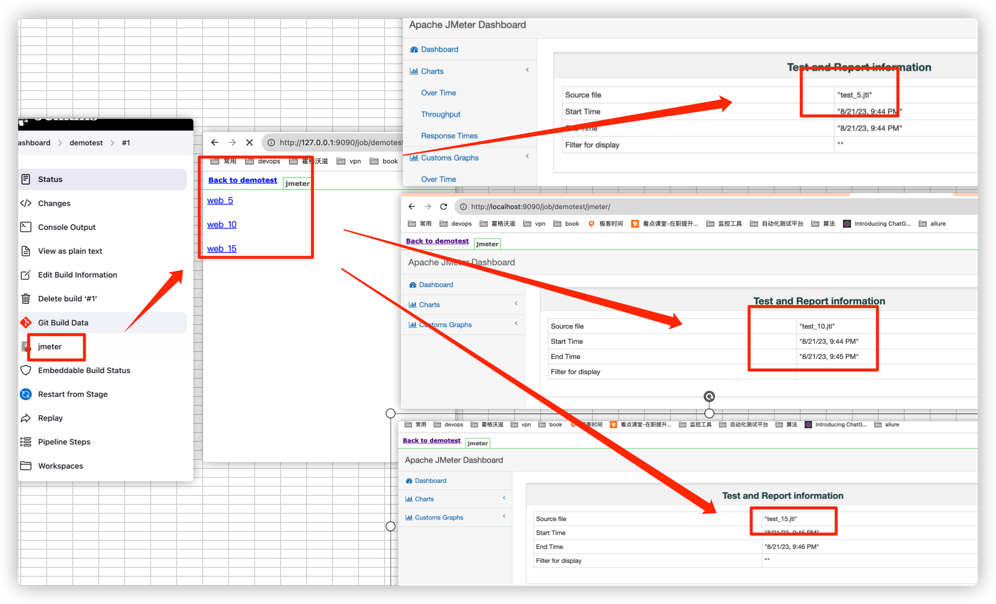 ashboard > demotest > #1
Status
Changes
Console Output
View as plain text
Edit Build Information
Delete build '#1'
Git Build Data
jmeter
Embeddable Build Status
Restart from Stage
Replay
Pipeline Steps
Workspaces
http://127.0.0.1:9090/job/demotest
常用 devops 霍格沃滋 vpn book
Back to demotest jmeter
web_5
web_10
web_15
Apache JMeter Dashboard
Dashboard
Charts
Over Time
Throughput
Response Times
Customs Graphs
Over Time
Test and Report information
Source file "test_5.jtl"
Start Time "8/21/23, 9:44 PM"
End Time "8/21/23, 9:44 PM"
Filter for display ""
http://localhost:9090/job/demotest/jmeter/
常用 devops 霍格沃滋 vpn book 极客时间 看点课堂-在职提升... 监控工具 自动化测试平台 算法 Introducing ChatG... allure
Back to demotest jmeter
Apache JMeter Dashboard
Dashboard
Charts
Customs Graphs
Test and Report information
Source file "test_10.jtl"
Start Time "8/21/23, 9:44 PM"
End Time "8/21/23, 9:45 PM"
Filter for display
常用 devops 霍格沃滋 vpn book 客时间 看点课堂-在职提升... 监控工具 自动化测试平台 算法 Introducing ChatG... allure
Back to demotest jmeter
Apache JMeter Dashboard
Dashboard
Charts
Customs Graphs
Test and Report information
Source file "test_15.jtl"
Start Time "8/21/23, 9:45 PM"
End Time "8/21/23, 9:46 PM"
Filter for display ""